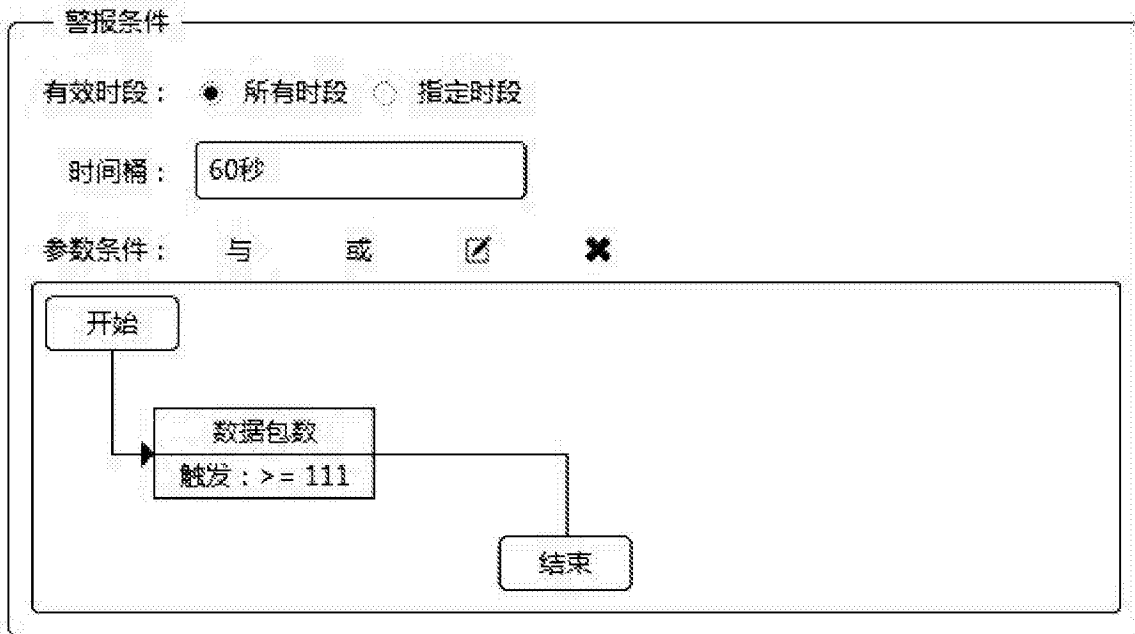 警报条件
有效时段： 所有时段 指定时段
时间桶： 60秒
参数条件： 与 或
开始
数据包数
触发：>= 111
结束